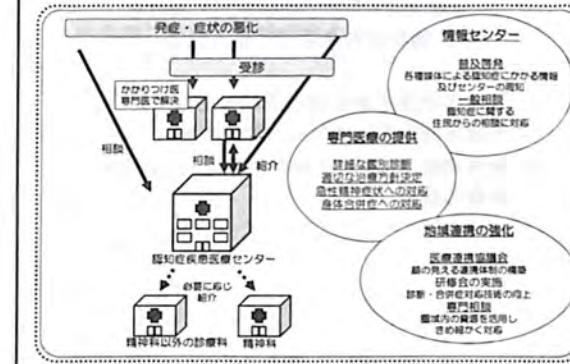 発症・症状の悪化
受診
かかりつけ医
専門医で解決
相談
相談
紹介
認知症疾患医療センター
必要に応じ
紹介
精神科以外の診療科
精神科
情報センター
普及啓発
各種媒体による認知症にかかる情報
及びセンターの周知
一般相談
認知症に関する
住民からの相談に対応
専門医療の提供
詳細な鑑別診断
適切な治療方針決定
急性精神症状への対応
身体合併症への対応
地域連携の強化
医療連携協議会
顔の見える連携体制の構築
研修会の実施
診断・合併症対応技術の向上
専門相談
圏域内の資源を活用し
きめ細かく対応